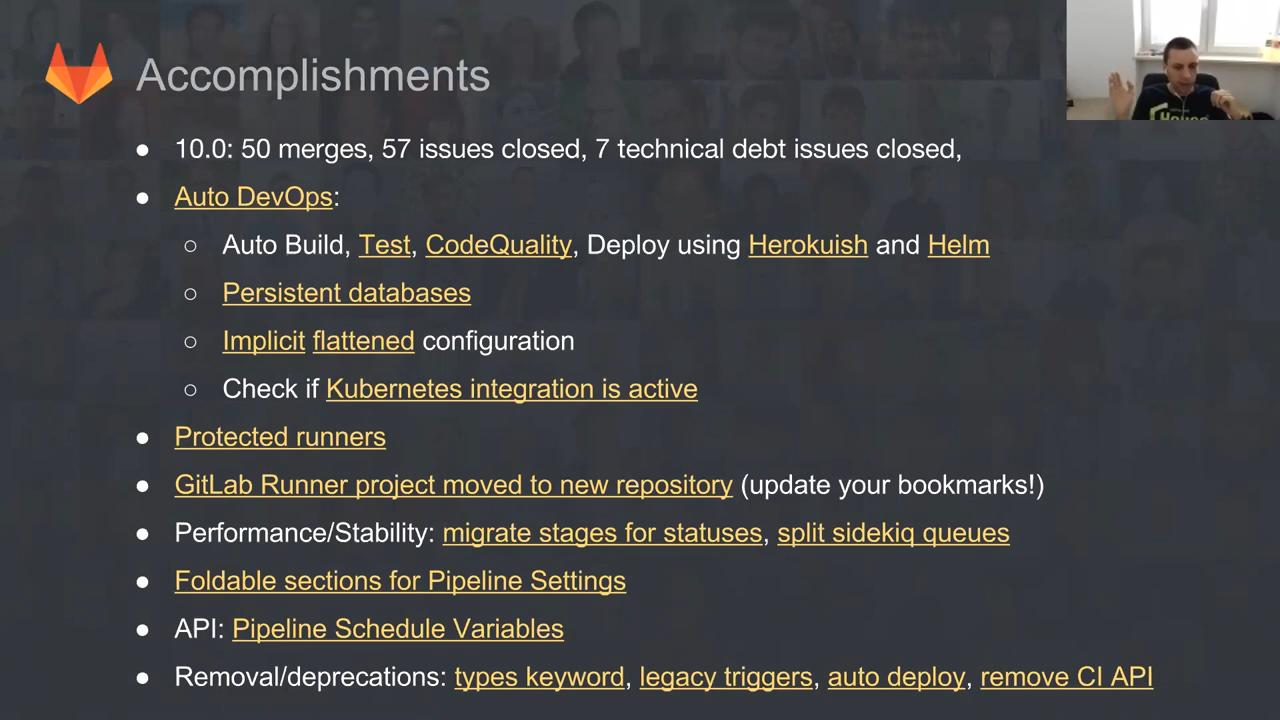 Accomplishments
● 10.0: 50 merges, 57 issues closed, 7 technical debt issues closed,
● Auto DevOps:
○ Auto Build, Test, CodeQuality, Deploy using Herokuish and Helm
○ Persistent databases
○ Implicit flattened configuration
○ Check if Kubernetes integration is active
● Protected runners
● GitLab Runner project moved to new repository (update your bookmarks!)
● Performance/Stability: migrate stages for statuses, split sidekiq queues
● Foldable sections for Pipeline Settings
● API: Pipeline Schedule Variables
● Removal/deprecations: types keyword, legacy triggers, auto deploy, remove CI API